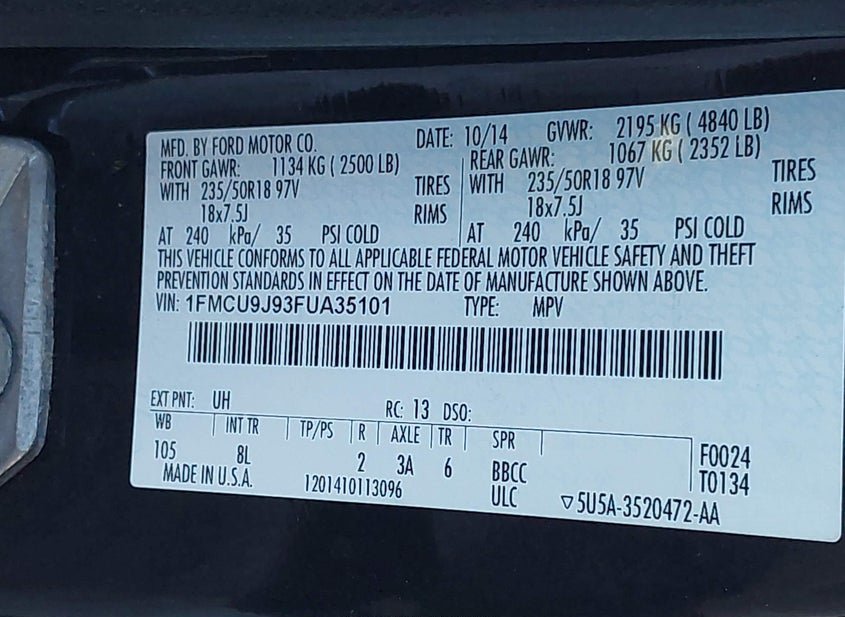 MFD. BY FORD MOTOR CO. DATE: 10/14 GVWR: 2195 KG ( 4840 LB)
FRONT GAWR: 1134 KG ( 2500 LB) REAR GAWR: 1067 KG ( 2352 LB)
WITH 235/50R18 97V TIRES WITH 235/50R18 97V TIRES
18x7.5J RIMS 18x7.5J RIMS
AT 240 kPa/ 35 PSI COLD AT 240 kPa/ 35 PSI COLD
THIS VEHICLE CONFORMS TO ALL APPLICABLE FEDERAL MOTOR VEHICLE SAFETY AND THEFT
PREVENTION STANDARDS IN EFFECT ON THE DATE OF MANUFACTURE SHOWN ABOVE.
VIN: 1FMCU9J93FUA35101 TYPE: MPV
EXT PNT: UH RC: 13 DSO:
WB INT TR TP/PS R AXLE TR SPR
105 8L 2 3A 6 BBCC F0024
MADE IN U.S.A. 1201410113096 ULC T0134
▽5U5A-3520472-AA